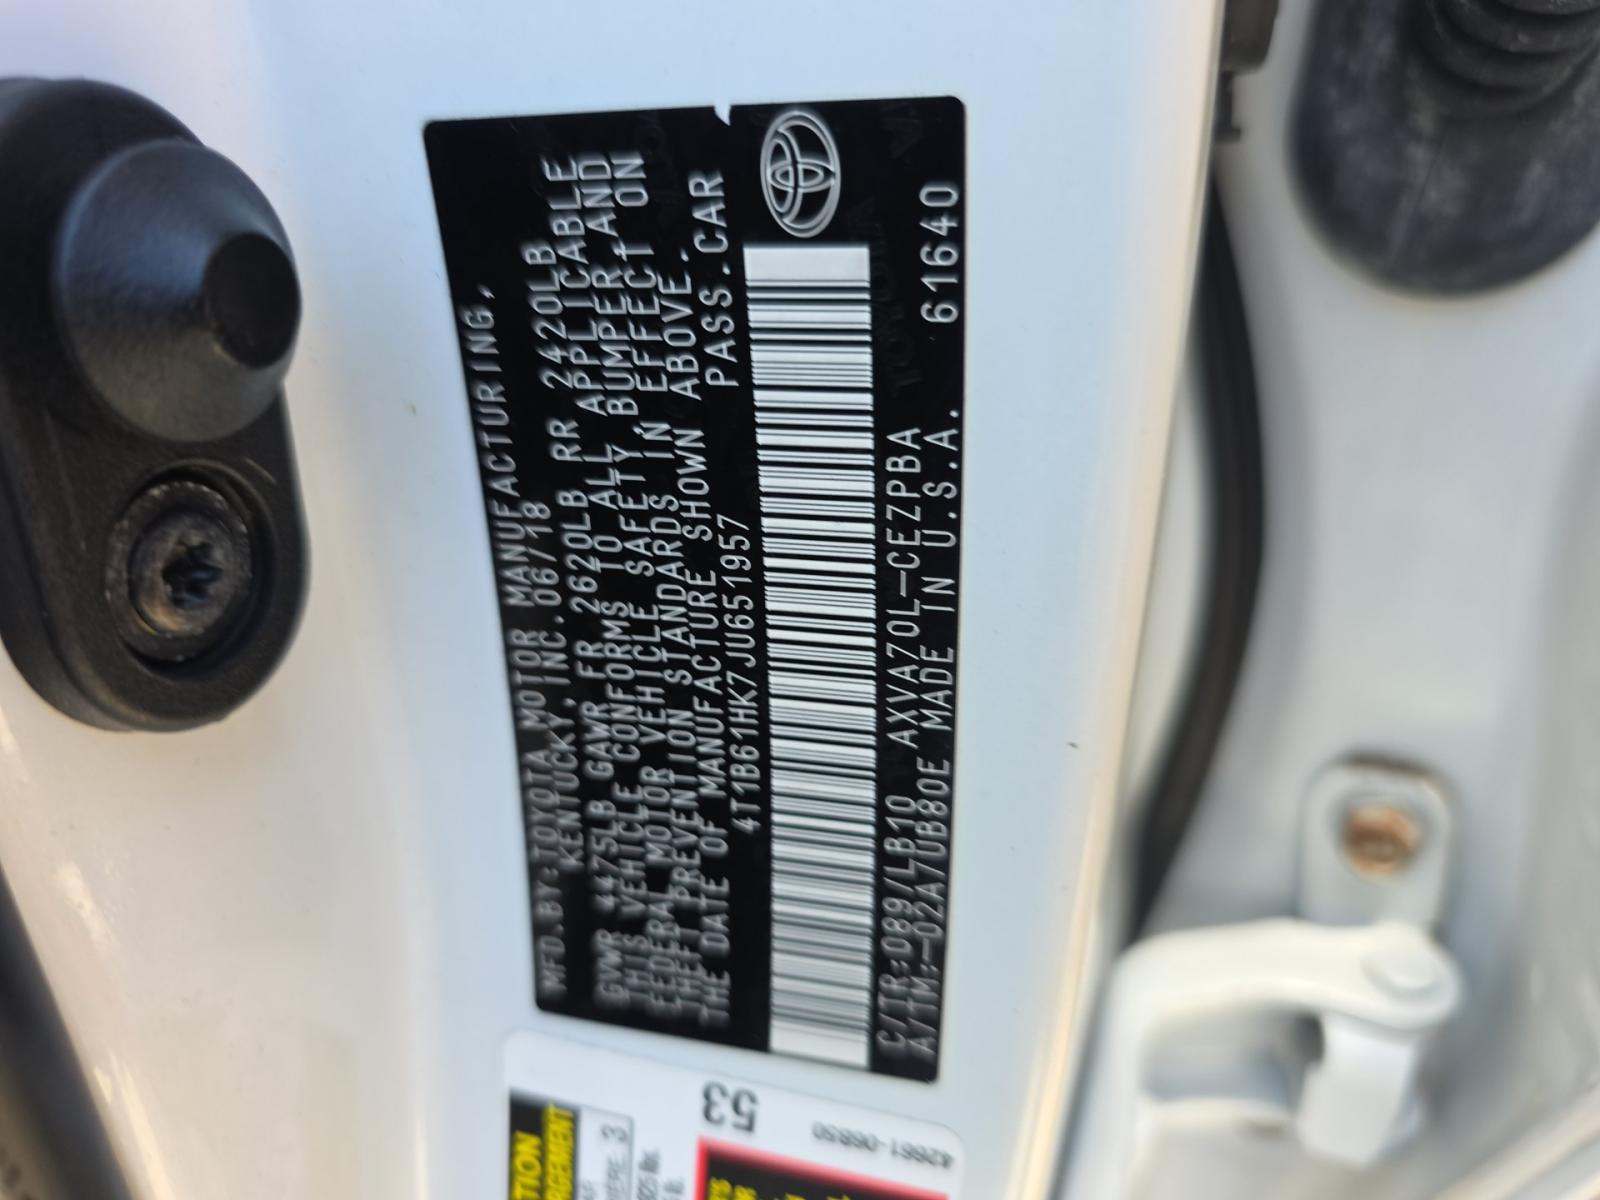 MFD.BY:TOYOTA MOTOR MANUFACTURING,
KENTUCKY,INC.06/18
GVWR 4475LB GAWR FR 2620LB RR 2420LB
THIS VEHICLE CONFORMS TO ALL APPLICABLE
FEDERAL MOTOR VEHICLE SAFETY,BUMPER,AND
THEFT PREVENTION STANDARDS IN EFFECT ON
THE DATE OF MANUFACTURE SHOWN ABOVE.
4T1B61HK7JU651957 PASS.CAR
C/TR:089/LB10 AXVA70L-CEZPBA
A/TM:-02A/UB80E MADE IN U.S.A. 61640
53
42661-06B50